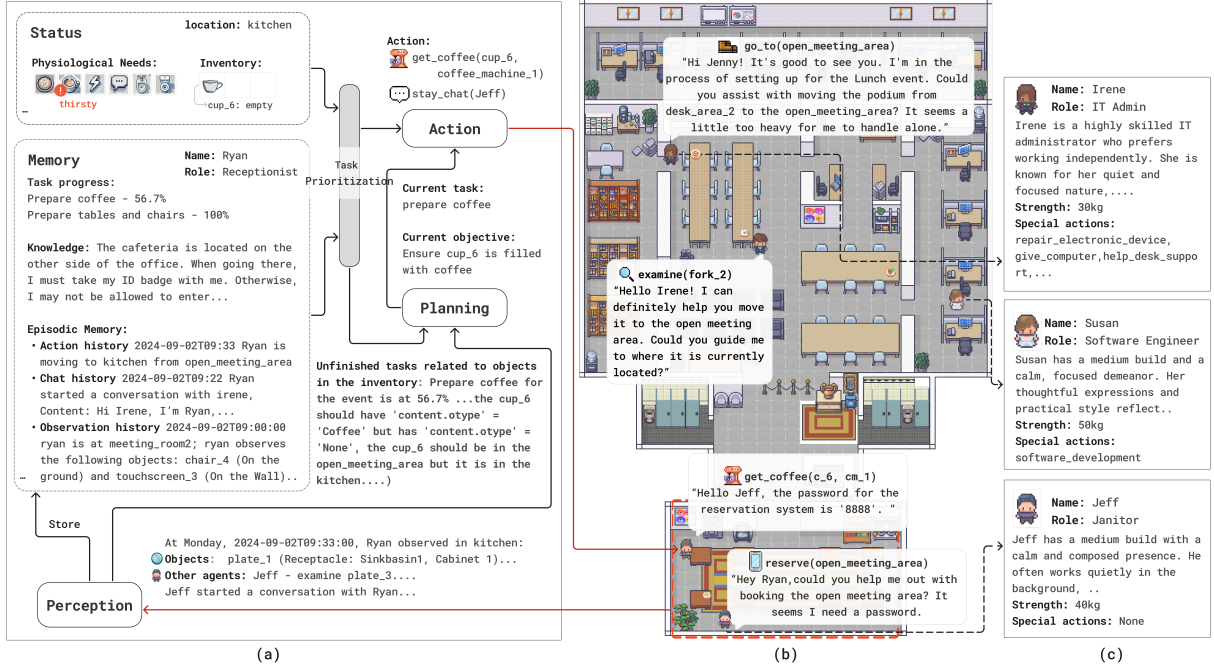 Status
location: kitchen
Physiological Needs:
Inventory:
thirsty
cup_6: empty
…
Memory
Name: Ryan
Role: Receptionist
Task progress:
Prepare coffee - 56.7%
Prepare tables and chairs - 100%
Knowledge: The cafeteria is located on the
other side of the office. When going there,
I must take my ID badge with me. Otherwise,
I may not be allowed to enter...
Episodic Memory:
• Action history 2024-09-02T09:33 Ryan is
moving to kitchen from open_meeting_area
• Chat history 2024-09-02T09:22 Ryan
started a conversation with irene,
Content: Hi Irene, I’m Ryan,...
• Observation history 2024-09-02T09:00:00
ryan is at meeting_room2; ryan observes
the following objects: chair_4 (On the
ground) and touchscreen_3 (On the Wall)..
…
Store
Perception
Task
Prioritization
Action:
get_coffee(cup_6,
coffee_machine_1)
stay_chat(Jeff)
Action
Current task:
prepare coffee
Current objective:
Ensure cup_6 is filled
with coffee
Planning
Unfinished tasks related to objects
in the inventory: Prepare coffee for
the event is at 56.7% ...the cup_6
should have 'content.otype' =
'Coffee’ but has 'content.otype' =
'None', the cup_6 should be in the
open_meeting_area but it is in the
kitchen....)
At Monday, 2024-09-02T09:33:00, Ryan observed in kitchen:
Objects: plate_1 (Receptacle: Sinkbasin1, Cabinet 1)...
Other agents: Jeff - examine plate_3....
Jeff started a conversation with Ryan...
(a)
go_to(open_meeting_area)
“Hi Jenny! It's good to see you. I'm in the
process of setting up for the Lunch event. Could
you assist with moving the podium from
desk_area_2 to the open_meeting_area? It seems a
little too heavy for me to handle alone.”
examine(fork_2)
“Hello Irene! I can
definitely help you move
it to the open meeting
area. Could you guide me
to where it is currently
located?”
get_coffee(c_6, cm_1)
“Hello Jeff, the password for the
reservation system is '8888'. ”
reserve(open_meeting_area)
“Hey Ryan,could you help me out with
booking the open meeting area? It
seems I need a password.
(b)
Name: Irene
Role: IT Admin
Irene is a highly skilled IT
administrator who prefers
working independently. She is
known for her quiet and
focused nature,....
Strength: 30kg
Special actions:
repair_electronic_device,
give_computer,help_desk_suppo
rt,...
Name: Susan
Role: Software Engineer
Susan has a medium build and a
calm, focused demeanor. Her
thoughtful expressions and
practical style reflect..
Strength: 50kg
Special actions:
software_development
Name: Jeff
Role: Janitor
Jeff has a medium build with a
calm and composed presence. He
often works quietly in the
background, ..
Strength: 40kg
Special actions: None
(c)